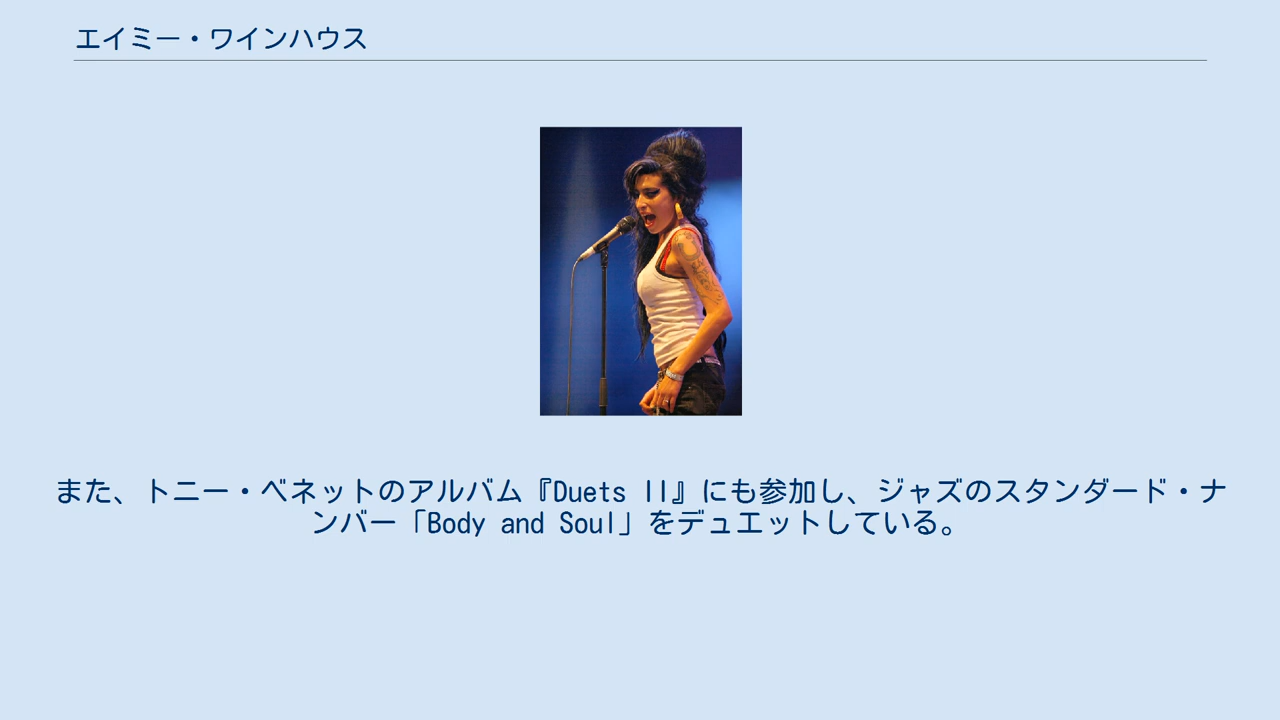 エイミー・ワインハウス
また、トニー・ベネットのアルバム『Duets II』にも参加し、ジャズのスタンダード・ナ
ンバー「Body and Soul」をデュエットしている。